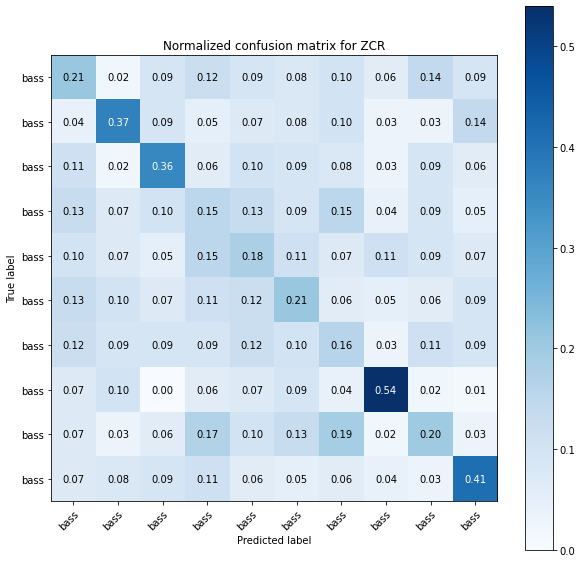 Normalized confusion matrix for ZCR
bass 0.21 0.02 0.09 0.12 0.09 0.08 0.10 0.06 0.14 0.09
bass 0.04 0.37 0.09 0.05 0.07 0.08 0.10 0.03 0.03 0.14
bass 0.11 0.02 0.36 0.06 0.10 0.09 0.08 0.03 0.09 0.06
bass 0.13 0.07 0.10 0.15 0.13 0.09 0.15 0.04 0.09 0.05
bass 0.10 0.07 0.05 0.15 0.18 0.11 0.07 0.11 0.09 0.07
bass 0.13 0.10 0.07 0.11 0.12 0.21 0.06 0.05 0.06 0.09
bass 0.12 0.09 0.09 0.09 0.12 0.10 0.16 0.03 0.11 0.09
bass 0.07 0.10 0.00 0.06 0.07 0.09 0.04 0.54 0.02 0.01
bass 0.07 0.03 0.06 0.17 0.10 0.13 0.19 0.02 0.20 0.03
bass 0.07 0.08 0.09 0.11 0.06 0.05 0.06 0.04 0.03 0.41
bass bass bass bass bass bass bass bass bass bass
Predicted label
True label
0.5
0.4
0.3
0.2
0.1
0.0